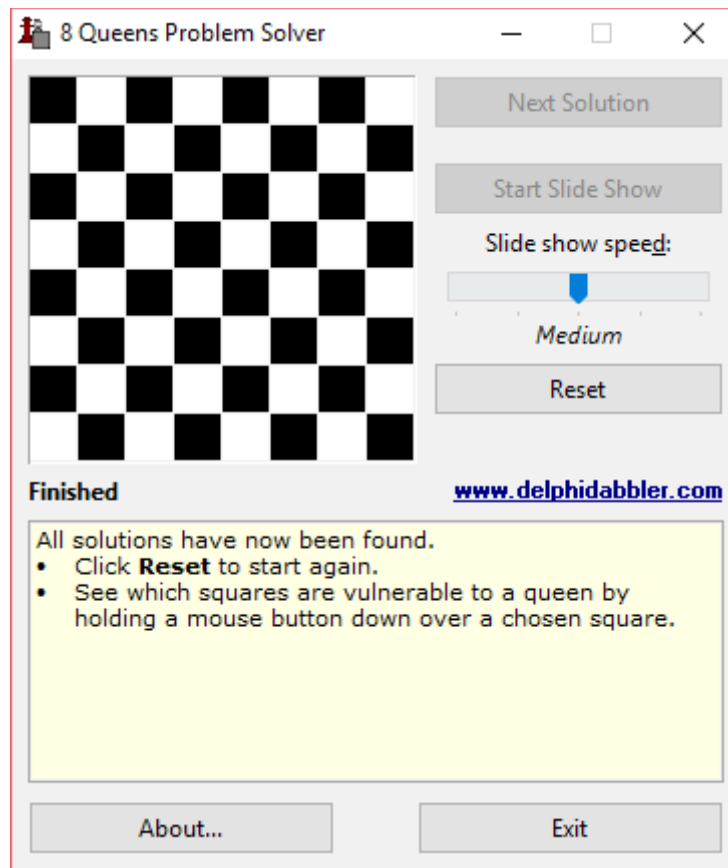 8 Queens Problem Solver
Next Solution
Start Slide Show
Slide show speed:
Medium
Reset
Finished
www.delphidabbler.com
All solutions have now been found.
• Click Reset to start again.
• See which squares are vulnerable to a queen by
holding a mouse button down over a chosen square.
About...
Exit